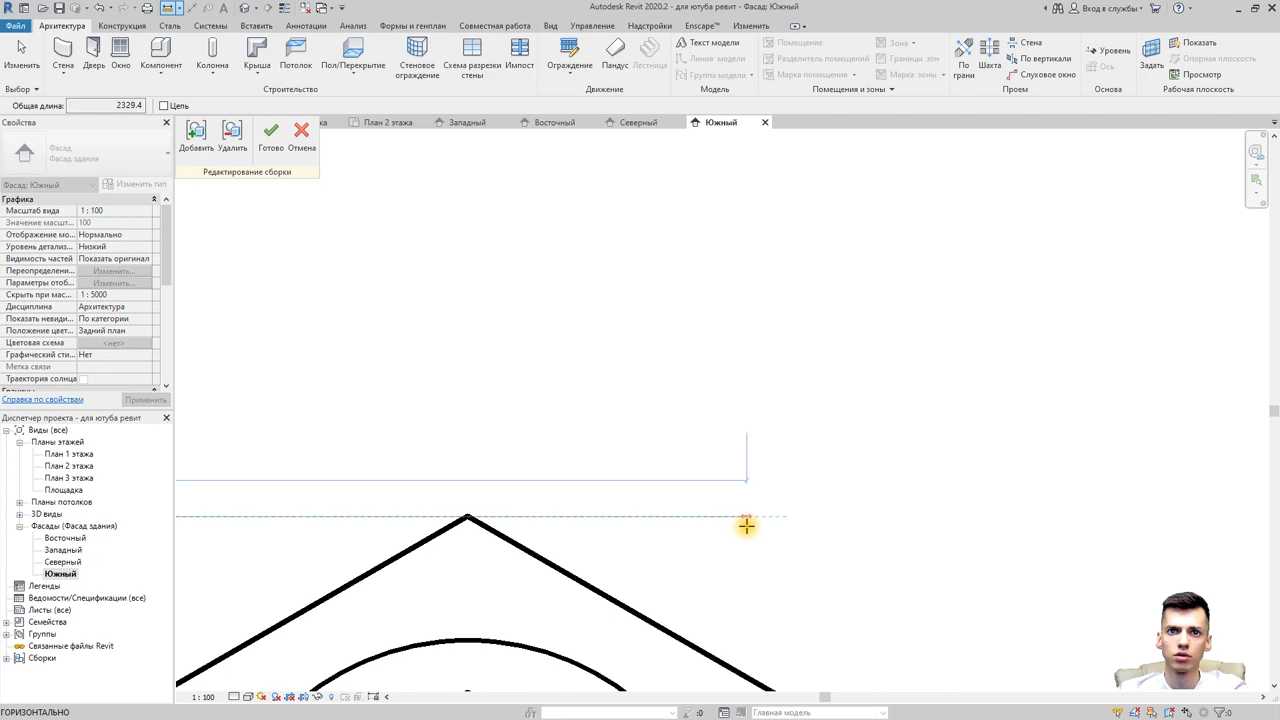 Autodesk Revit 2020.2 - для ютуба ревит - Фасад: Южный
Вход в службы
Файл Архитектура Конструкция Сталь Системы Вставить Аннотации Анализ Формы и генплан Совместная работа Вид Управление Надстройки Enscape™ Изменить
Изменить Стена Дверь Окно Компонент Колонна Крыша Потолок Пол/Перекрытие Стеновое ограждение Схема разрезки стены Импост Ограждение Пандус Лестница
Текст модели Помещение Зона Стена Уровень Показать
Линия модели Разделитель помещений Границы зон По вертикали Ось Опорная плоскость
Группа модели Марка помещения Марка зоны По грани Шахта Слуховое окно Задать Просмотр
Выбор Строительство Движение Модель Помещения и зоны Проем Основа Рабочая плоскость
Общая длина: 2329.4 Цепь
Свойства
План 2 этажа Западный Восточный Северный Южный
Добавить Удалить Готово Отмена
Редактирование сборки
Фасад
Фасад здания
Фасад: Южный Изменить тип
Графика
Масштаб вида 1 : 100
Значение масшт... 100
Отображение мо... Нормально
Уровень детализ... Низкий
Видимость частей Показать оригинал
Переопределени... Изменить...
Параметры отоб... Изменить...
Скрыть при мас... 1 : 5000
Дисциплина Архитектура
Показать невиди... По категории
Положение цвет... Задний план
Цветовая схема <нет>
Графический сти... Нет
Метка связи
Траектория солнца
Справка по свойствам Применить
Диспетчер проекта - для ютуба ревит
Виды (все)
Планы этажей
План 1 этажа
План 2 этажа
План 3 этажа
Площадка
Планы потолков
3D виды
Фасады (Фасад здания)
Восточный
Западный
Северный
Южный
Легенды
Ведомости/Спецификации (все)
Листы (все)
Семейства
Группы
Связанные файлы Revit
Сборки
1 : 100
ГОРИЗОНТАЛЬНО :0 Главная модель :0